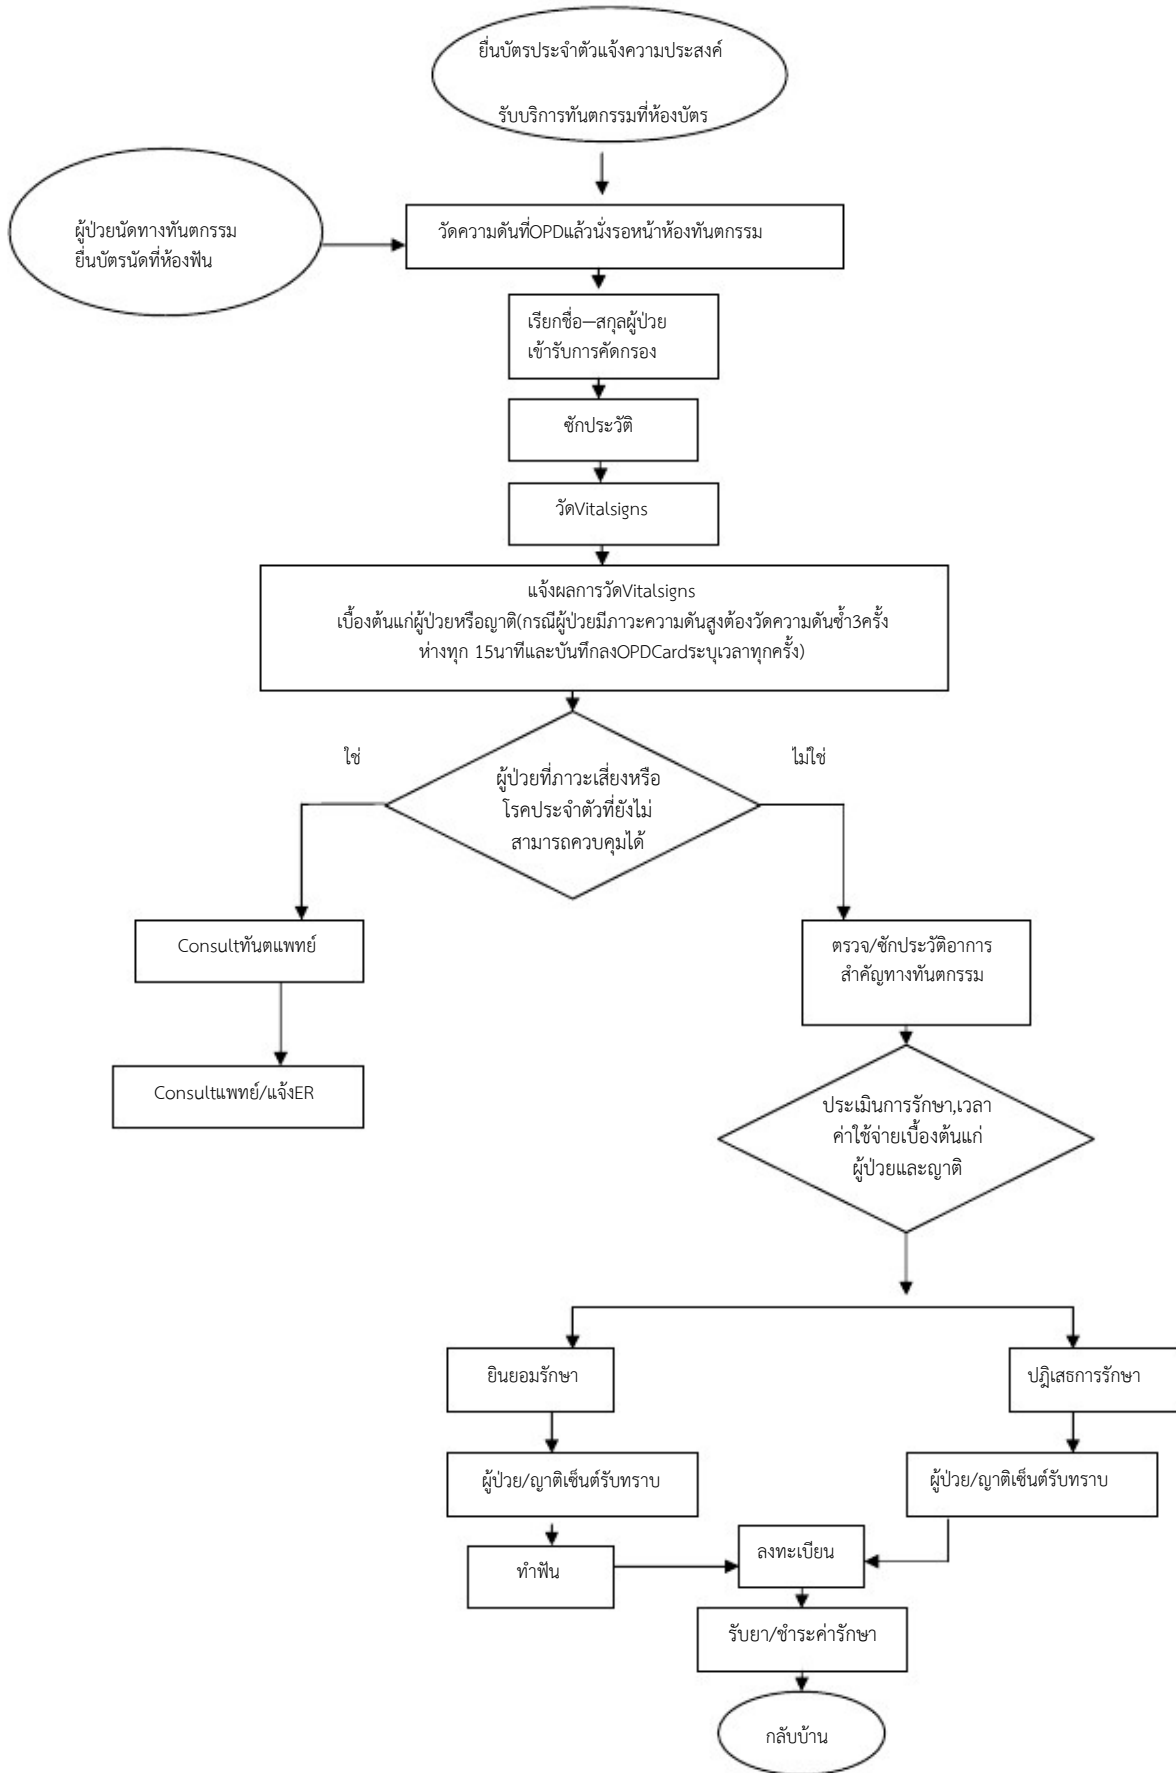 ยื่นบัตรประจำตัวแจ้งความประสงค์
รับบริการทันตกรรมที่ห้องบัตร
ผู้ป่วยนัดทางทันตกรรม
ยื่นบัตรนัดที่ห้องฟัน
วัดความดันที่OPDแล้วนั่งรอหน้าห้องทันตกรรม
เรียกชื่อ–สกุลผู้ป่วย
เข้ารับการคัดกรอง
ซักประวัติ
วัดVitalsigns
แจ้งผลการวัดVitalsigns
เบื้องต้นแก่ผู้ป่วยหรือญาติ(กรณีผู้ป่วยมีภาวะความดันสูงต้องวัดความดันซ้ำ3ครั้ง
ห่างทุก 15นาทีและบันทึกลงOPDCardระบุเวลาทุกครั้ง)
ใช่
ไม่ใช่
ผู้ป่วยที่ภาวะเสี่ยงหรือ
โรคประจำตัวที่ยังไม่
สามารถควบคุมได้
Consultทันตแพทย์
ตรวจ/ซักประวัติอาการ
สำคัญทางทันตกรรม
Consultแพทย์/แจ้งER
ประเมินการรักษา,เวลา
ค่าใช้จ่ายเบื้องต้นแก่
ผู้ป่วยและญาติ
ยินยอมรักษา
ปฎิเสธการรักษา
ผู้ป่วย/ญาติเซ็นต์รับทราบ
ผู้ป่วย/ญาติเซ็นต์รับทราบ
ทำฟัน
ลงทะเบียน
รับยา/ชำระค่ารักษา
กลับบ้าน